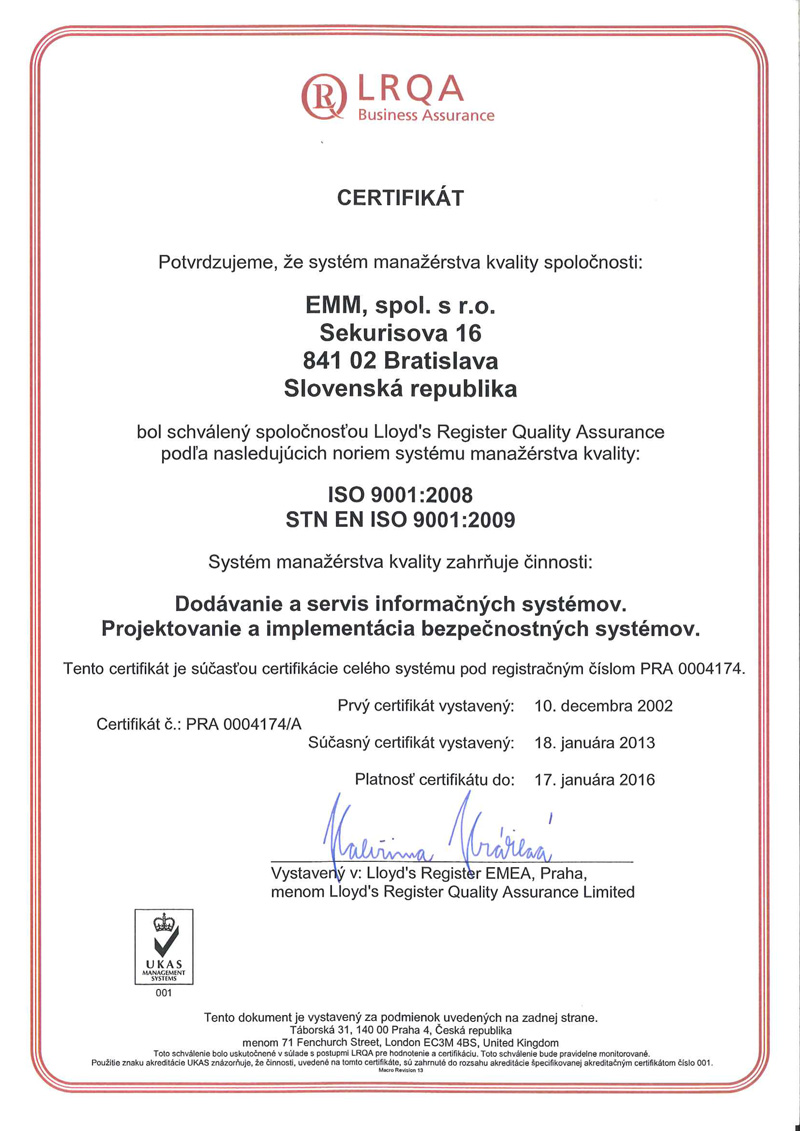 LRQA
Business Assurance
CERTIFIKÁT
Potvrdzujeme, že systém manažérstva kvality spoločnosti:
EMM, spol. s r.o.
Sekurisova 16
841 02 Bratislava
Slovenská republika
bol schválený spoločnosťou Lloyd's Register Quality Assurance
podľa nasledujúcich noriem systému manažérstva kvality:
ISO 9001:2008
STN EN ISO 9001:2009
Systém manažérstva kvality zahrňuje činnosti:
Dodávanie a servis informačných systémov.
Projektovanie a implementácia bezpečnostných systémov.
Tento certifikát je súčasťou certifikácie celého systému pod registračným číslom PRA 0004174.
Prvý certifikát vystavený: 10. decembra 2002
Certifikát č.: PRA 0004174/A
Súčasný certifikát vystavený: 18. januára 2013
Platnosť certifikátu do: 17. januára 2016
Vystavený v: Lloyd's Register EMEA, Praha,
menom Lloyd's Register Quality Assurance Limited
UKAS
MANAGEMENT
SYSTEMS
001
Tento dokument je vystavený za podmienok uvedených na zadnej strane.
Táborská 31, 140 00 Praha 4, Česká republika
menom 71 Fenchurch Street, London EC3M 4BS, United Kingdom
Toto schválenie bolo uskutočnené v súlade s postupmi LRQA pre hodnotenie a certifikáciu. Toto schválenie bude pravidelne monitorované.
Použitie znaku akreditácie UKAS znázorňuje, že činnosti, uvedené na tomto certifikáte, sú zahrnuté do rozsahu akreditácie špecifikovanej akreditačným certifikátom číslo 001.
Macro Revision 13